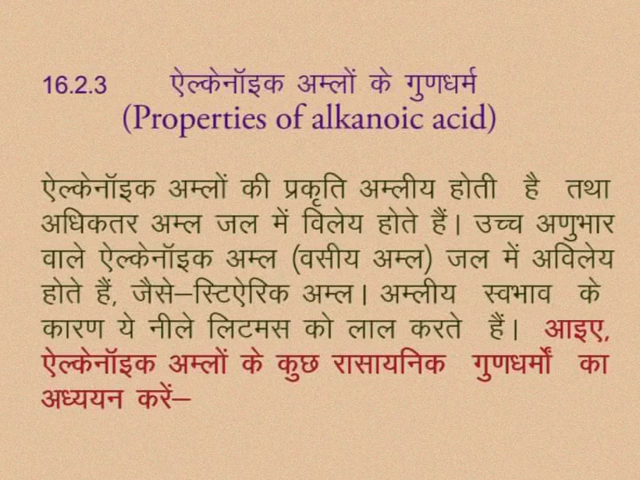 16.2.3 ऐल्केनॉइक अम्लों के गुणधर्म
(Properties of alkanoic acid)
ऐल्केनॉइक अम्लों की प्रकृति अम्लीय होती है तथा
अधिकतर अम्ल जल में विलेय होते हैं। उच्च अणुभार
वाले ऐल्केनॉइक अम्ल (वसीय अम्ल) जल में अविलेय
होते हैं, जैसे–स्टिऐरिक अम्ल। अम्लीय स्वभाव के
कारण ये नीले लिटमस को लाल करते हैं। आइए,
ऐल्केनॉइक अम्लों के कुछ रासायनिक गुणधर्मों का
अध्ययन करें–